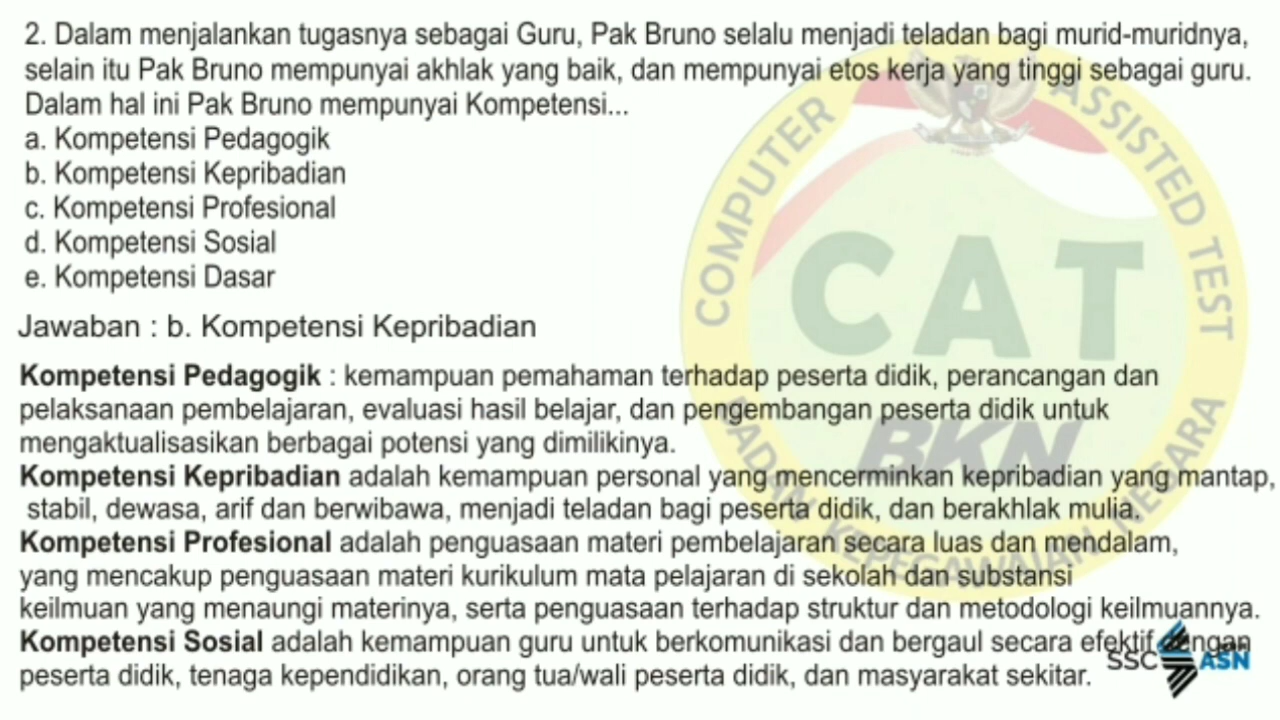 2. Dalam menjalankan tugasnya sebagai Guru, Pak Bruno selalu menjadi teladan bagi murid-muridnya,
selain itu Pak Bruno mempunyai akhlak yang baik, dan mempunyai etos kerja yang tinggi sebagai guru.
Dalam hal ini Pak Bruno mempunyai Kompetensi...
a. Kompetensi Pedagogik
b. Kompetensi Kepribadian
c. Kompetensi Profesional
d. Kompetensi Sosial
e. Kompetensi Dasar
Jawaban : b. Kompetensi Kepribadian
Kompetensi Pedagogik : kemampuan pemahaman terhadap peserta didik, perancangan dan
pelaksanaan pembelajaran, evaluasi hasil belajar, dan pengembangan peserta didik untuk
mengaktualisasikan berbagai potensi yang dimilikinya.
Kompetensi Kepribadian adalah kemampuan personal yang mencerminkan kepribadian yang mantap,
stabil, dewasa, arif dan berwibawa, menjadi teladan bagi peserta didik, dan berakhlak mulia.
Kompetensi Profesional adalah penguasaan materi pembelajaran secara luas dan mendalam,
yang mencakup penguasaan materi kurikulum mata pelajaran di sekolah dan substansi
keilmuan yang menaungi materinya, serta penguasaan terhadap struktur dan metodologi keilmuannya.
Kompetensi Sosial adalah kemampuan guru untuk berkomunikasi dan bergaul secara efektif dengan
peserta didik, tenaga kependidikan, orang tua/wali peserta didik, dan masyarakat sekitar.
COMPUTER ASSISTED TEST
CAT
BKN
BADAN KEPEGAWAIAN NEGARA
SSC ASN